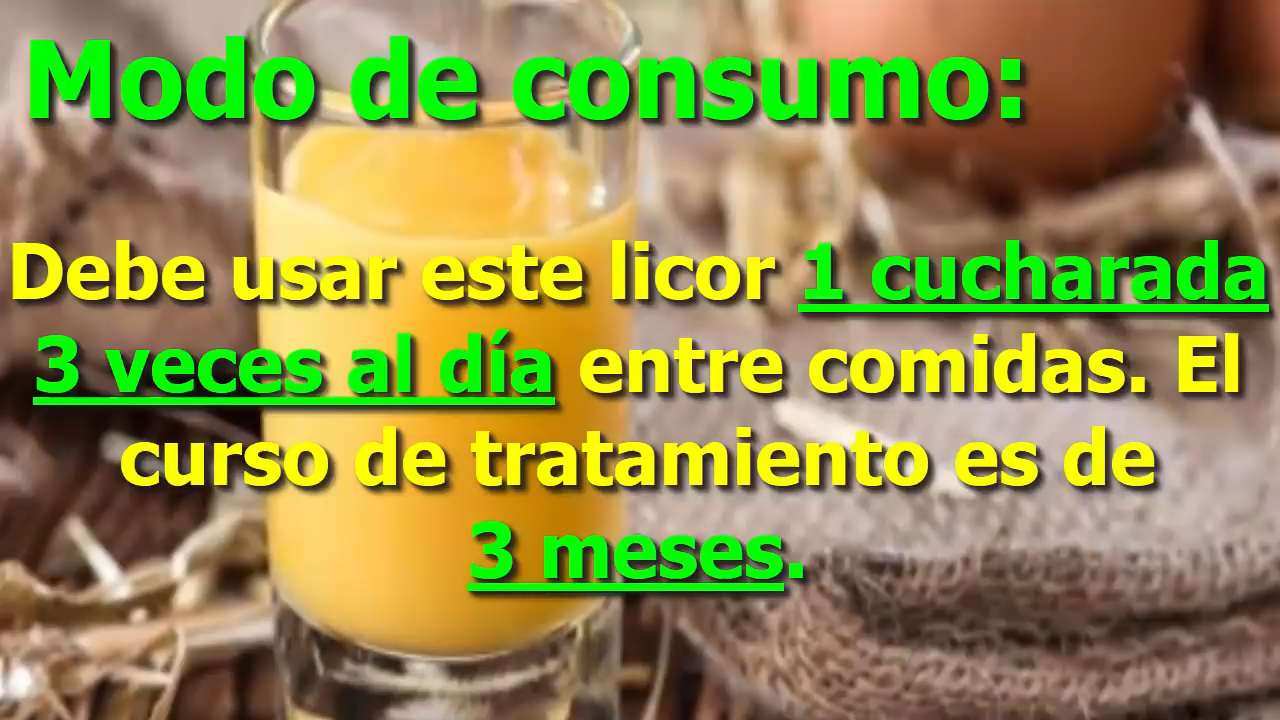 Modo de consumo:
Debe usar este licor 1 cucharada
3 veces al día entre comidas. El
curso de tratamiento es de
3 meses.